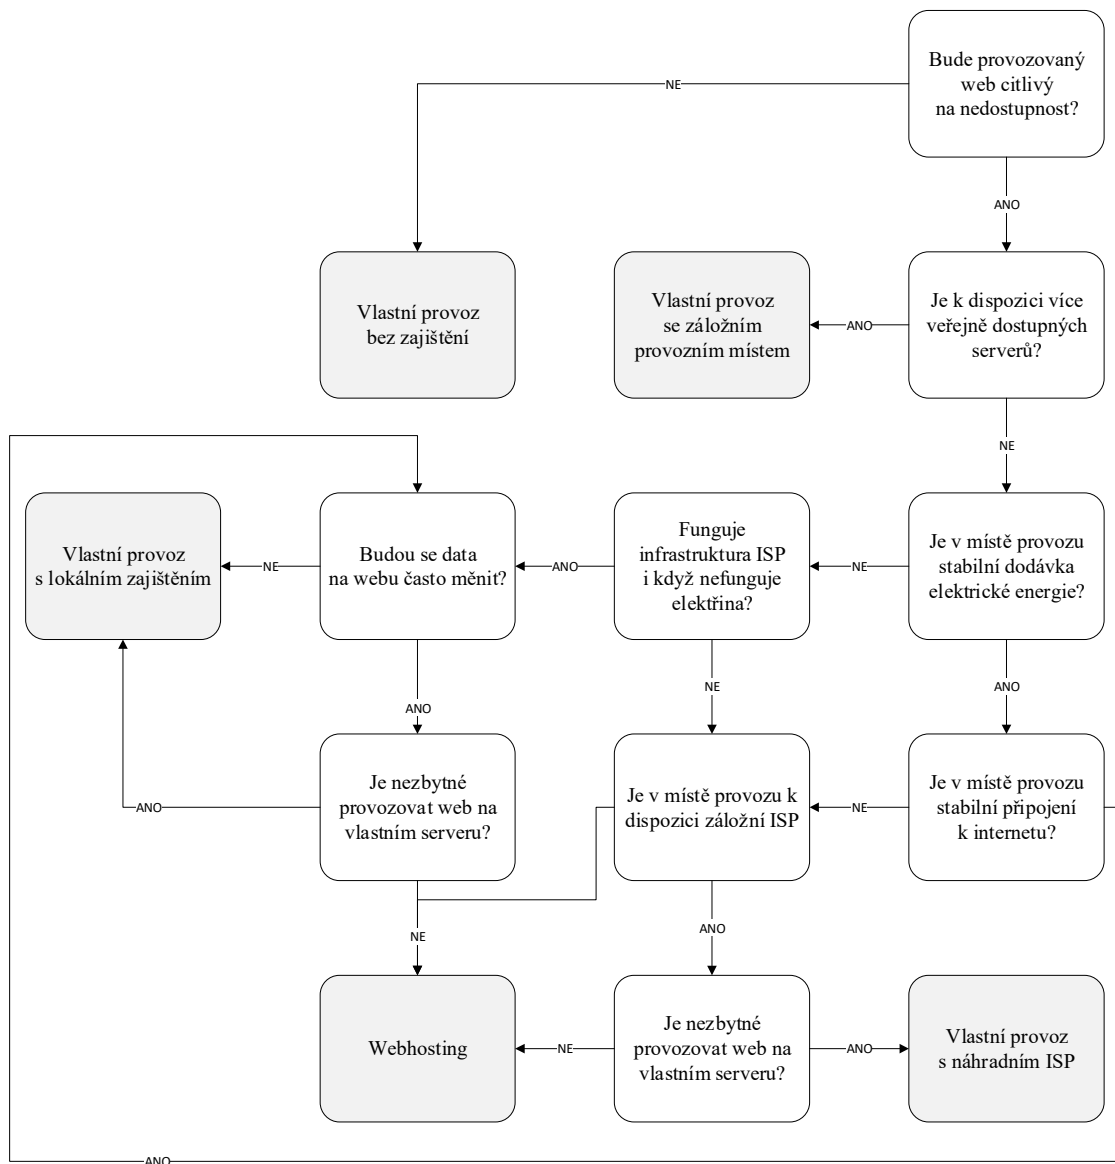 Bude provozovaný
web citlivý
na nedostupnost?
NE
ANO
Vlastní provoz
bez zajištění
Vlastní provoz
se záložním
provozním místem
ANO
Je k dispozici více
veřejně dostupných
serverů?
NE
Vlastní provoz
s lokálním zajištěním
NE
Budou se data
na webu často měnit?
ANO
Funguje
infrastruktura ISP
i když nefunguje
elektřina?
NE
Je v místě provozu
stabilní dodávka
elektrické energie?
ANO
NE
ANO
ANO
Je nezbytné
provozovat web na
vlastním serveru?
Je v místě provozu k
dispozici záložní ISP
NE
Je v místě provozu
stabilní připojení
k internetu?
NE
ANO
Webhosting
NE
Je nezbytné
provozovat web na
vlastním serveru?
ANO
Vlastní provoz
s náhradním ISP
ANO